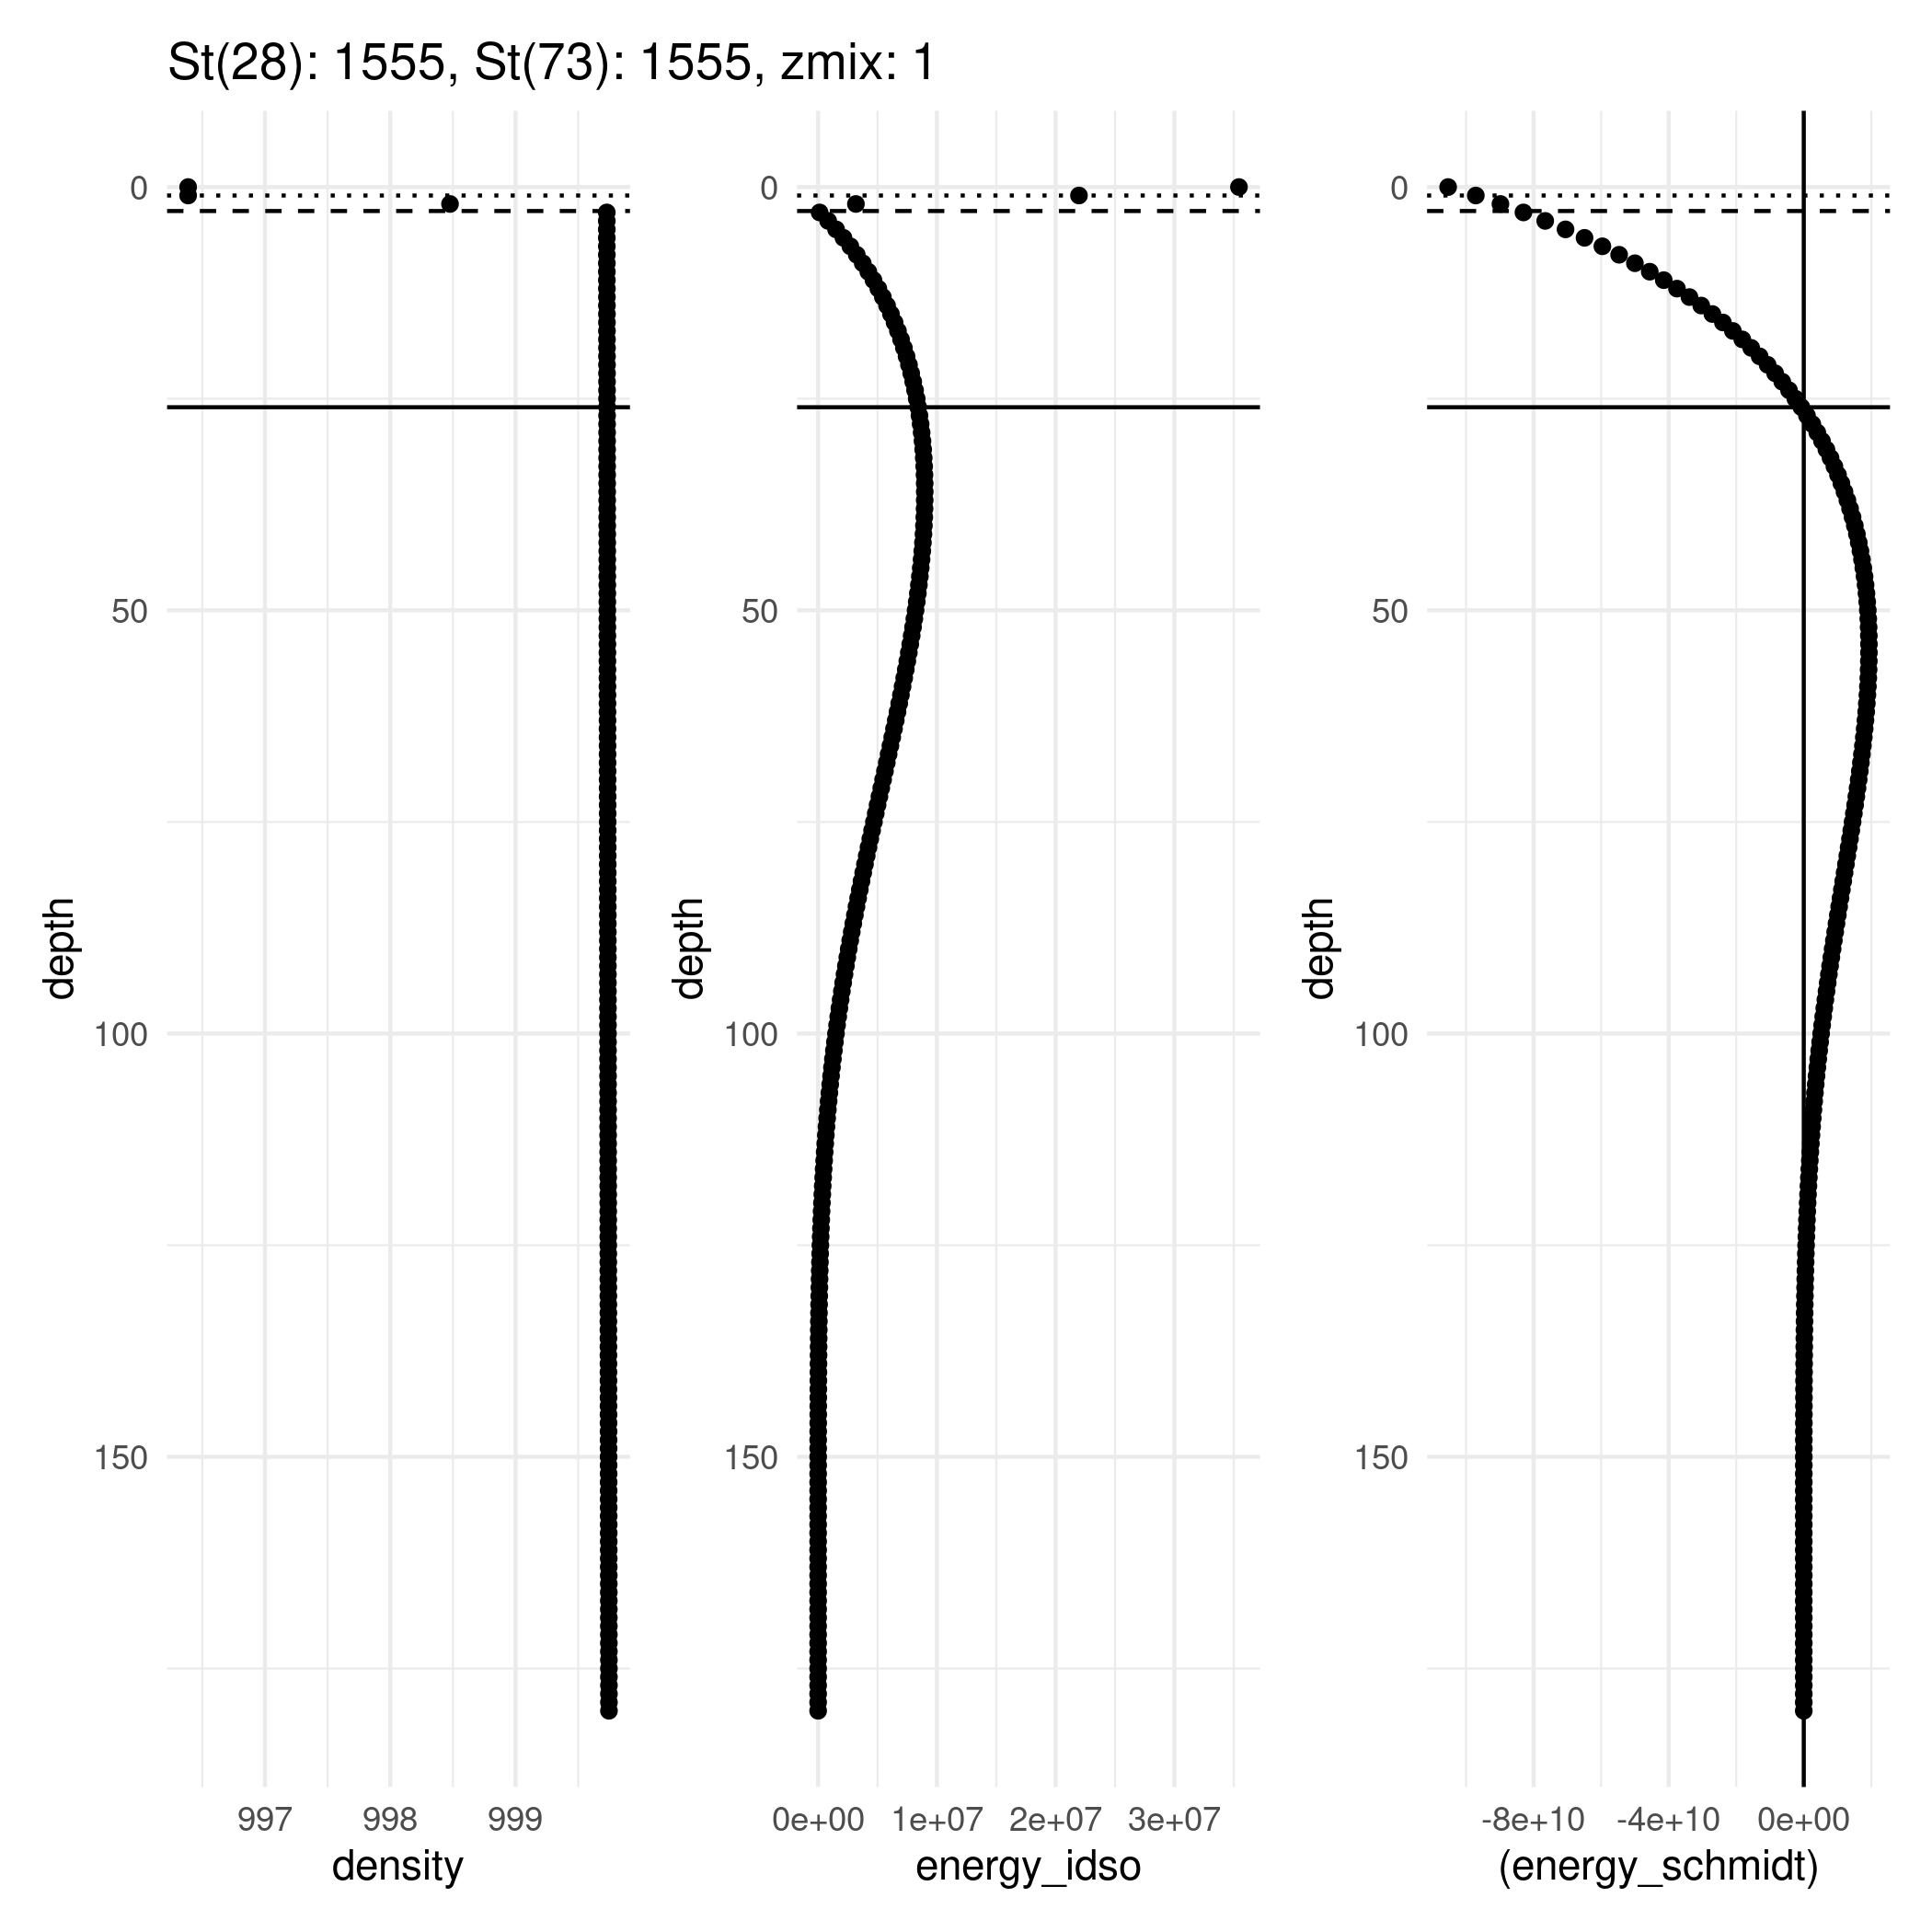 St(28): 1555, St(73): 1555, zmix: 1
0
50
100
150
depth
997 998 999
density
0
50
100
150
depth
0e+00 1e+07 2e+07 3e+07
energy_idso
0
50
100
150
depth
-8e+10 -4e+10 0e+00
(energy_schmidt)